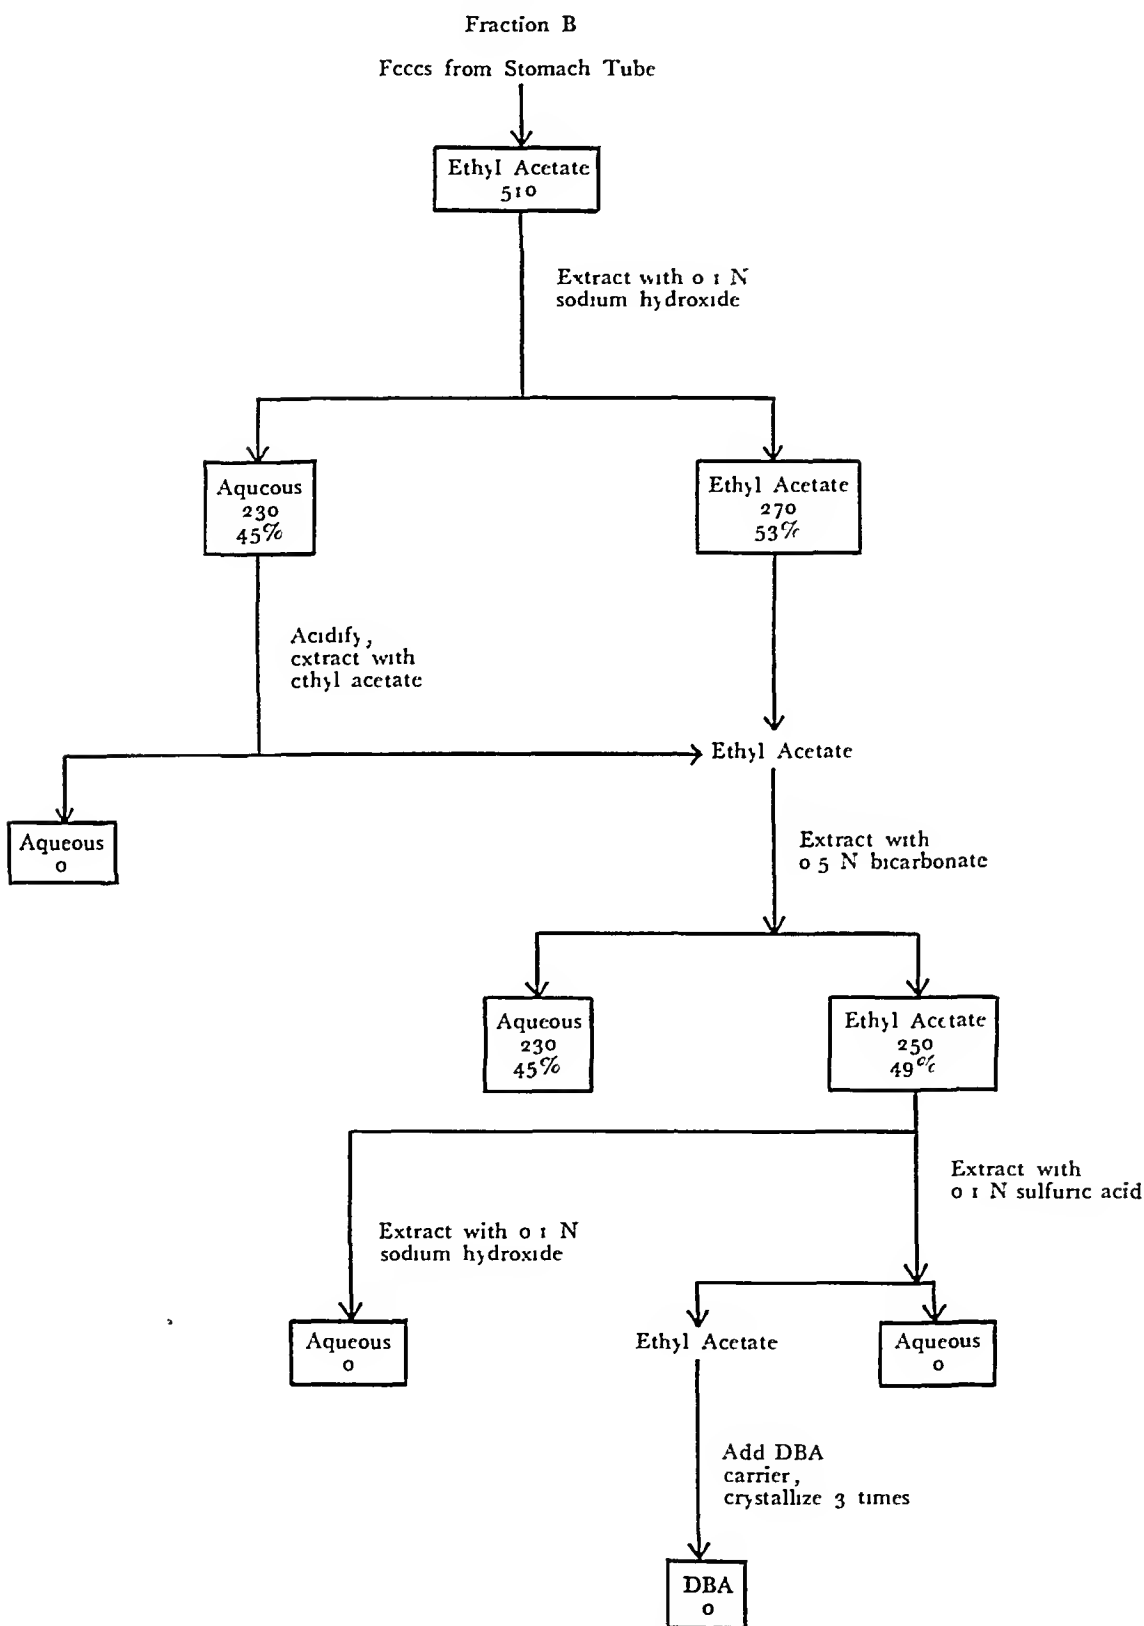 Fraction B
Feces from Stomach Tube
Ethyl Acetate
510
Extract with 0 1 N
sodium hydroxide
Aqueous
230
45%
Ethyl Acetate
270
53%
Acidify,
extract with
ethyl acetate
Ethyl Acetate
Aqueous
0
Extract with
0 5 N bicarbonate
Aqueous
230
45%
Ethyl Acetate
250
49%
Extract with
0 1 N sulfuric acid
Extract with 0 1 N
sodium hydroxide
Aqueous
0
Ethyl Acetate
Aqueous
0
Add DBA
carrier,
crystallize 3 times
DBA
0